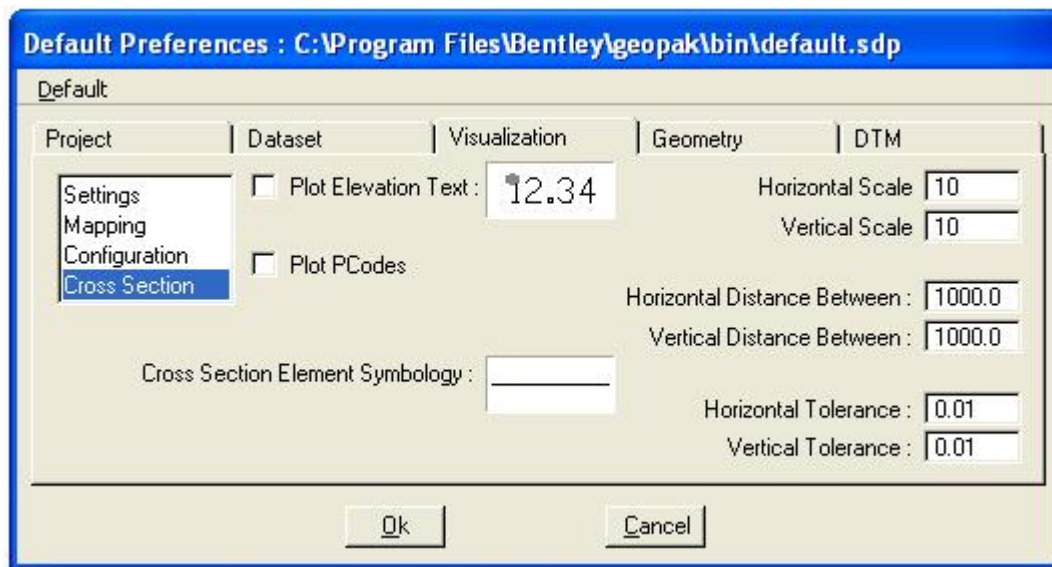 Default Preferences : C:\Program Files\Bentley\geopak\bin\default.sdp
Default
Project Dataset Visualization Geometry DTM
Settings
Mapping
Configuration
Cross Section
Plot Elevation Text : 12.34
Plot PCodes
Cross Section Element Symbology :
Horizontal Scale 10
Vertical Scale 10
Horizontal Distance Between : 1000.0
Vertical Distance Between : 1000.0
Horizontal Tolerance : 0.01
Vertical Tolerance : 0.01
Ok Cancel